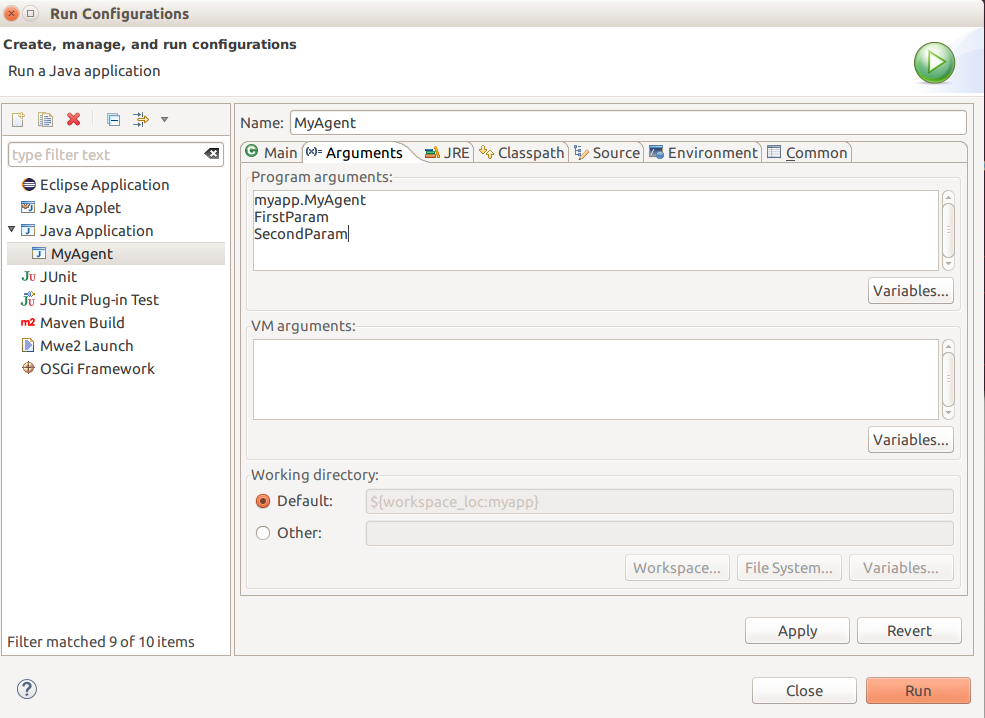 Run Configurations
Create, manage, and run configurations
Run a Java application
type filter text
Eclipse Application
Java Applet
Java Application
MyAgent
JUnit
JUnit Plug-in Test
Maven Build
Mwe2 Launch
OSGi Framework
Filter matched 9 of 10 items
Name: MyAgent
Main (x)= Arguments JRE Classpath Source Environment Common
Program arguments:
myapp.MyAgent
FirstParam
SecondParam
Variables...
VM arguments:
Variables...
Working directory:
Default: ${workspace_loc:myapp}
Other:
Workspace... File System... Variables...
Apply Revert
? Close Run